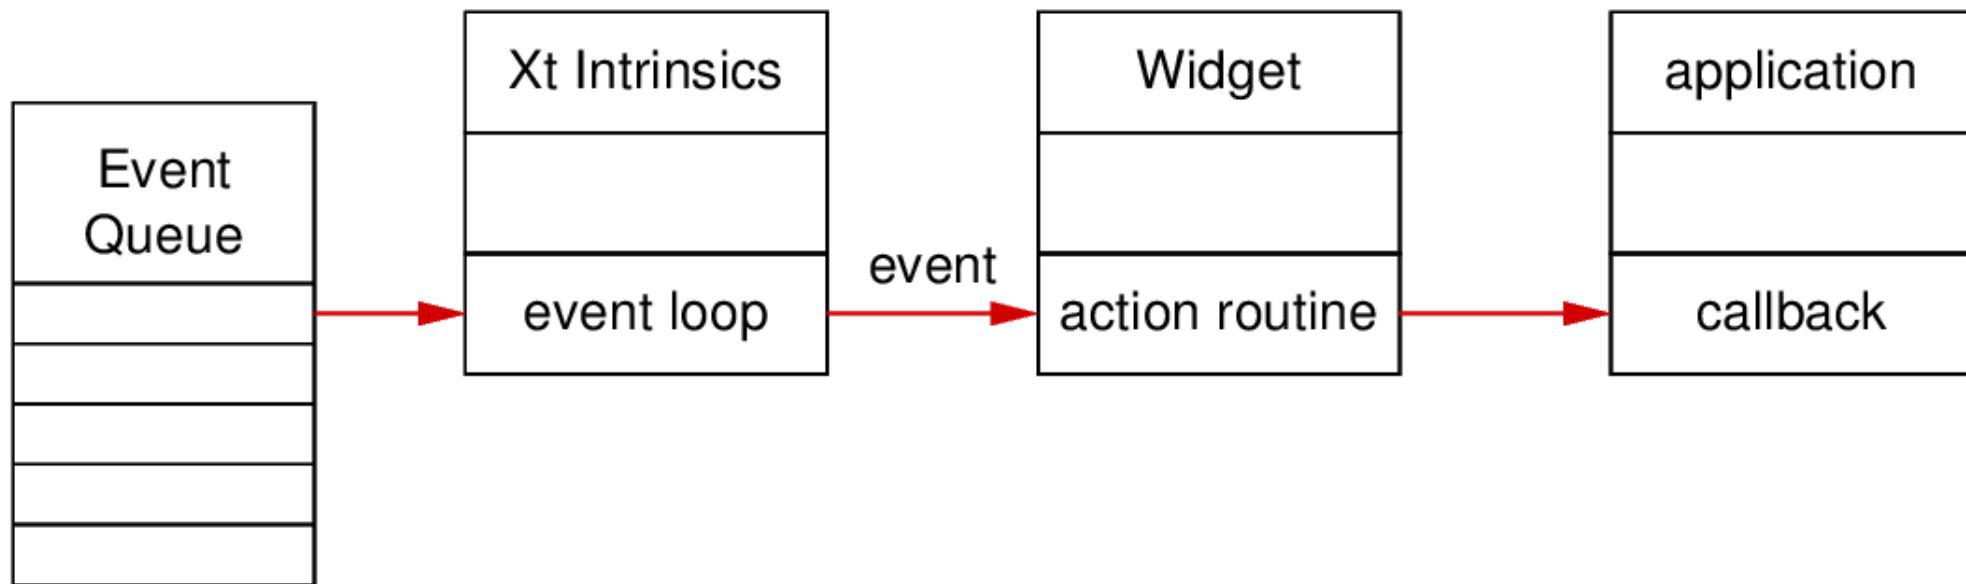 Xt Intrinsics
Widget
application
Event
Queue
event
event loop
action routine
callback